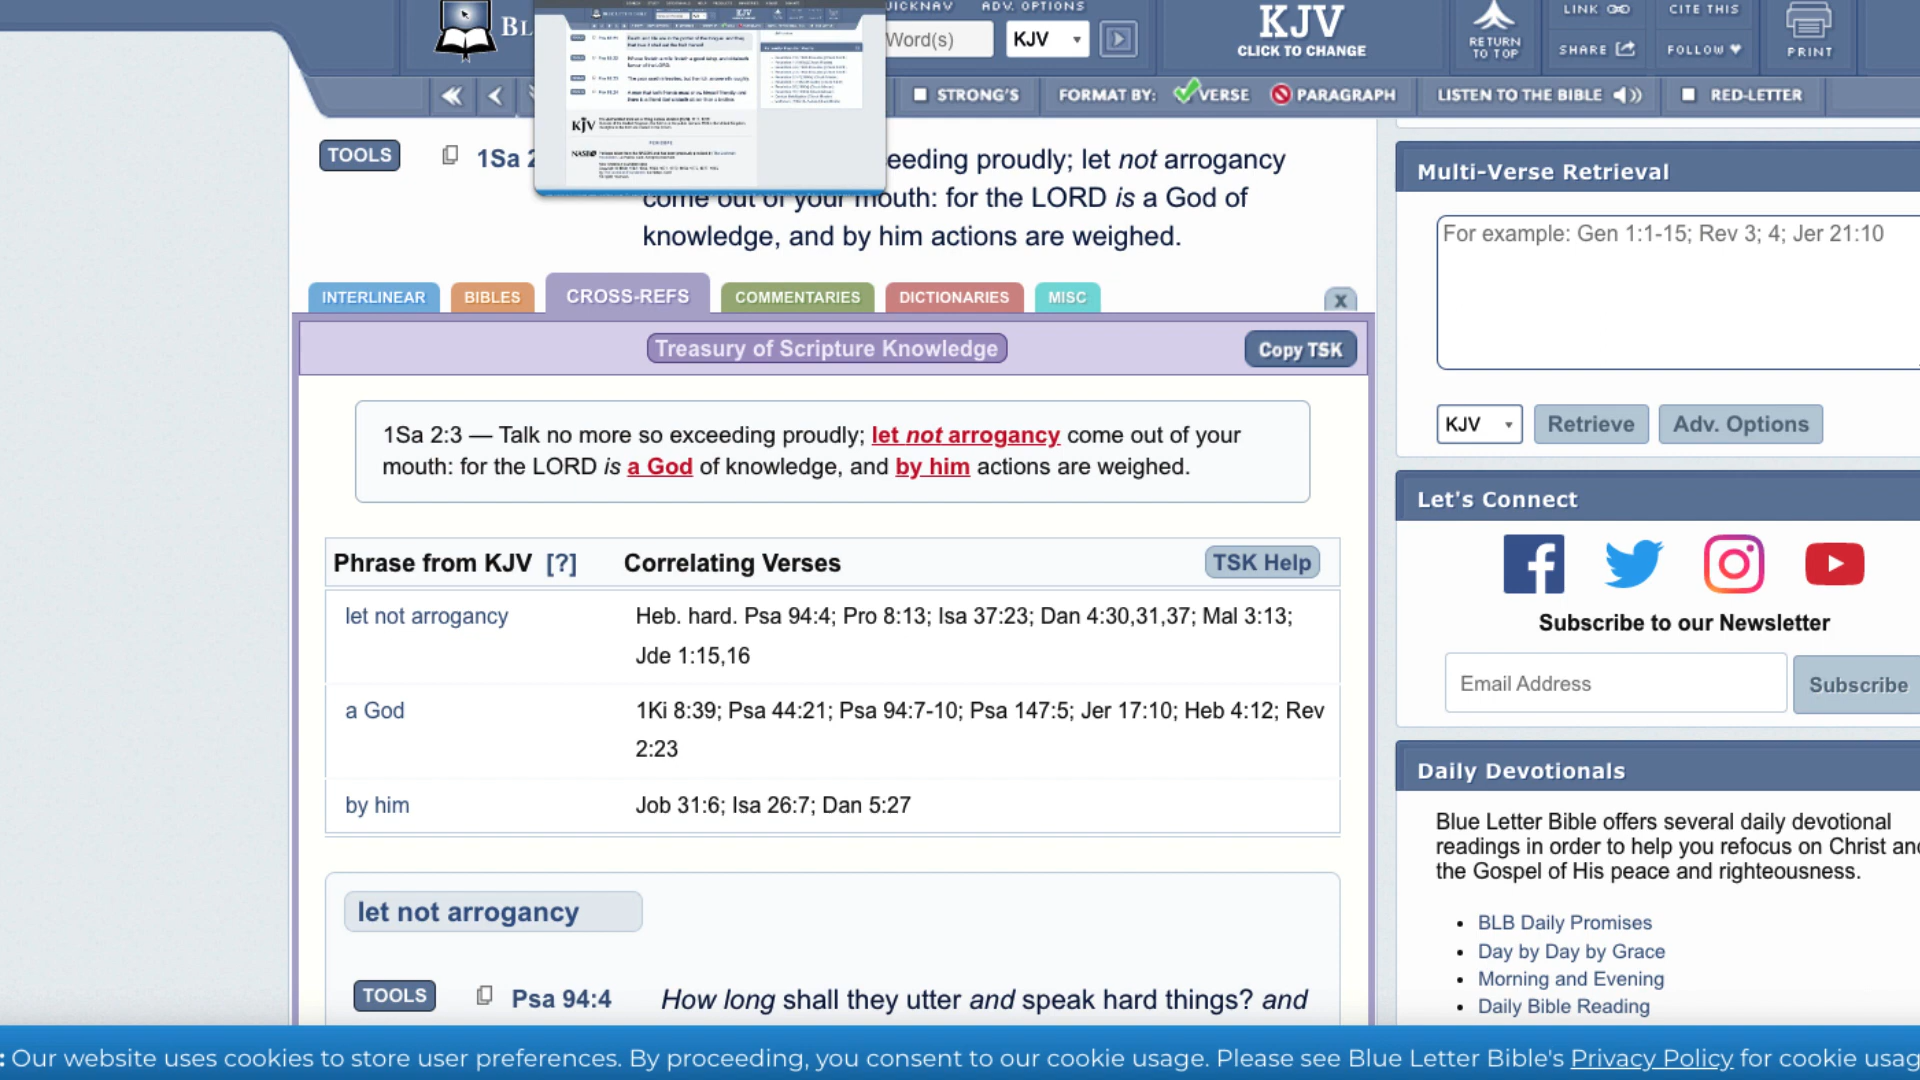 BL
UICKNAV
ADV. OPTIONS
Word(s)
KJV
KJV
CLICK TO CHANGE
RETURN
TO TOP
LINK
SHARE
CITE THIS
FOLLOW
PRINT
STRONG'S
FORMAT BY:
VERSE
PARAGRAPH
LISTEN TO THE BIBLE
RED-LETTER
TOOLS
1Sa 2
eeding proudly; let not arrogancy
come out of your mouth: for the LORD is a God of
knowledge, and by him actions are weighed.
KJV
NASB
INTERLINEAR
BIBLES
CROSS-REFS
COMMENTARIES
DICTIONARIES
MISC
X
Treasury of Scripture Knowledge
Copy TSK
1Sa 2:3 — Talk no more so exceeding proudly; let not arrogancy come out of your
mouth: for the LORD is a God of knowledge, and by him actions are weighed.
Phrase from KJV [?]
Correlating Verses
TSK Help
let not arrogancy
Heb. hard. Psa 94:4; Pro 8:13; Isa 37:23; Dan 4:30,31,37; Mal 3:13;
Jde 1:15,16
a God
1Ki 8:39; Psa 44:21; Psa 94:7-10; Psa 147:5; Jer 17:10; Heb 4:12; Rev
2:23
by him
Job 31:6; Isa 26:7; Dan 5:27
let not arrogancy
TOOLS
Psa 94:4
How long shall they utter and speak hard things? and
Multi-Verse Retrieval
For example: Gen 1:1-15; Rev 3; 4; Jer 21:10
KJV
Retrieve
Adv. Options
Let's Connect
Subscribe to our Newsletter
Email Address
Subscribe
Daily Devotionals
Blue Letter Bible offers several daily devotional
readings in order to help you refocus on Christ and
the Gospel of His peace and righteousness.
BLB Daily Promises
Day by Day by Grace
Morning and Evening
Daily Bible Reading
: Our website uses cookies to store user preferences. By proceeding, you consent to our cookie usage. Please see Blue Letter Bible's Privacy Policy for cookie usag